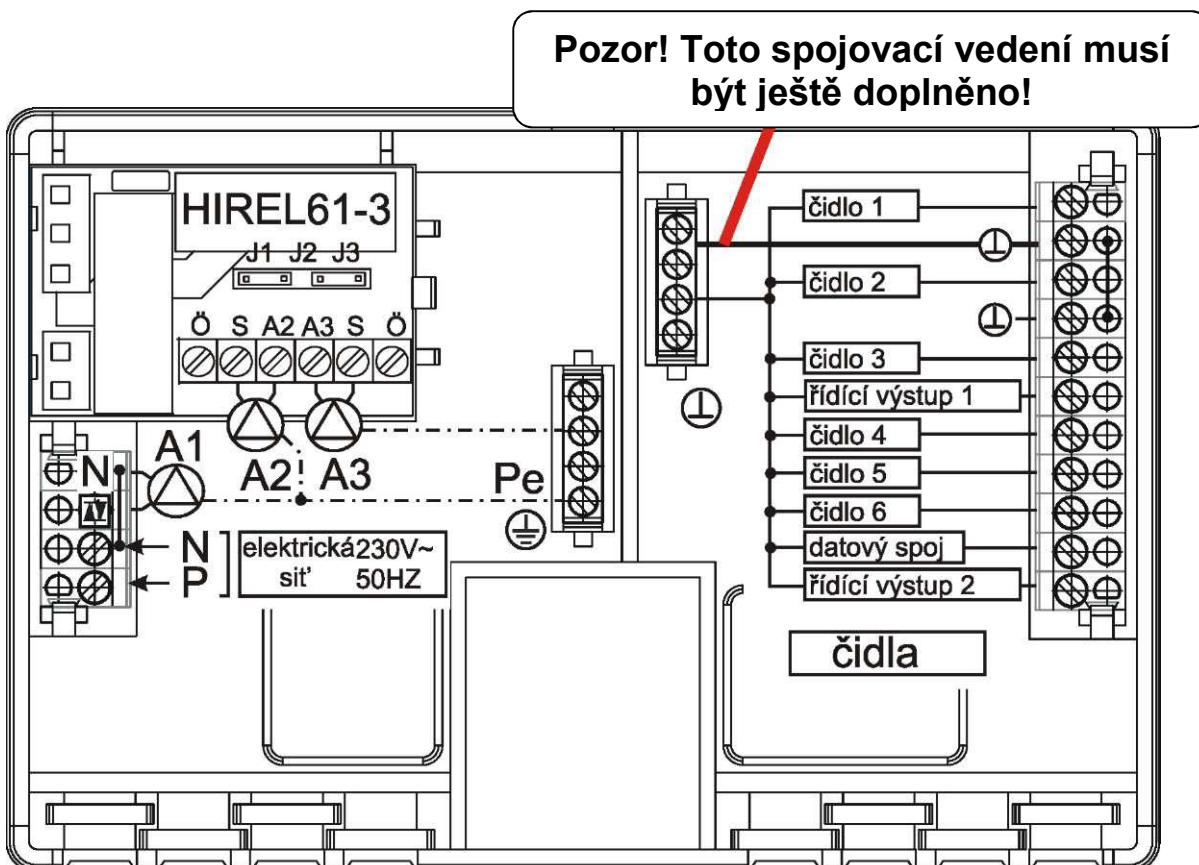 Pozor! Toto spojovací vedení musí
být ještě doplněno!
HIREL61-3
J1 J2 J3
Ö S A2 A3 S Ö
A1
A2 A3
N
N
P
elektrická 230V~
sit' 50HZ
Pe
čidlo 1
čidlo 2
čidlo 3
řídící výstup 1
čidlo 4
čidlo 5
čidlo 6
datový spoj
řídící výstup 2
čidla